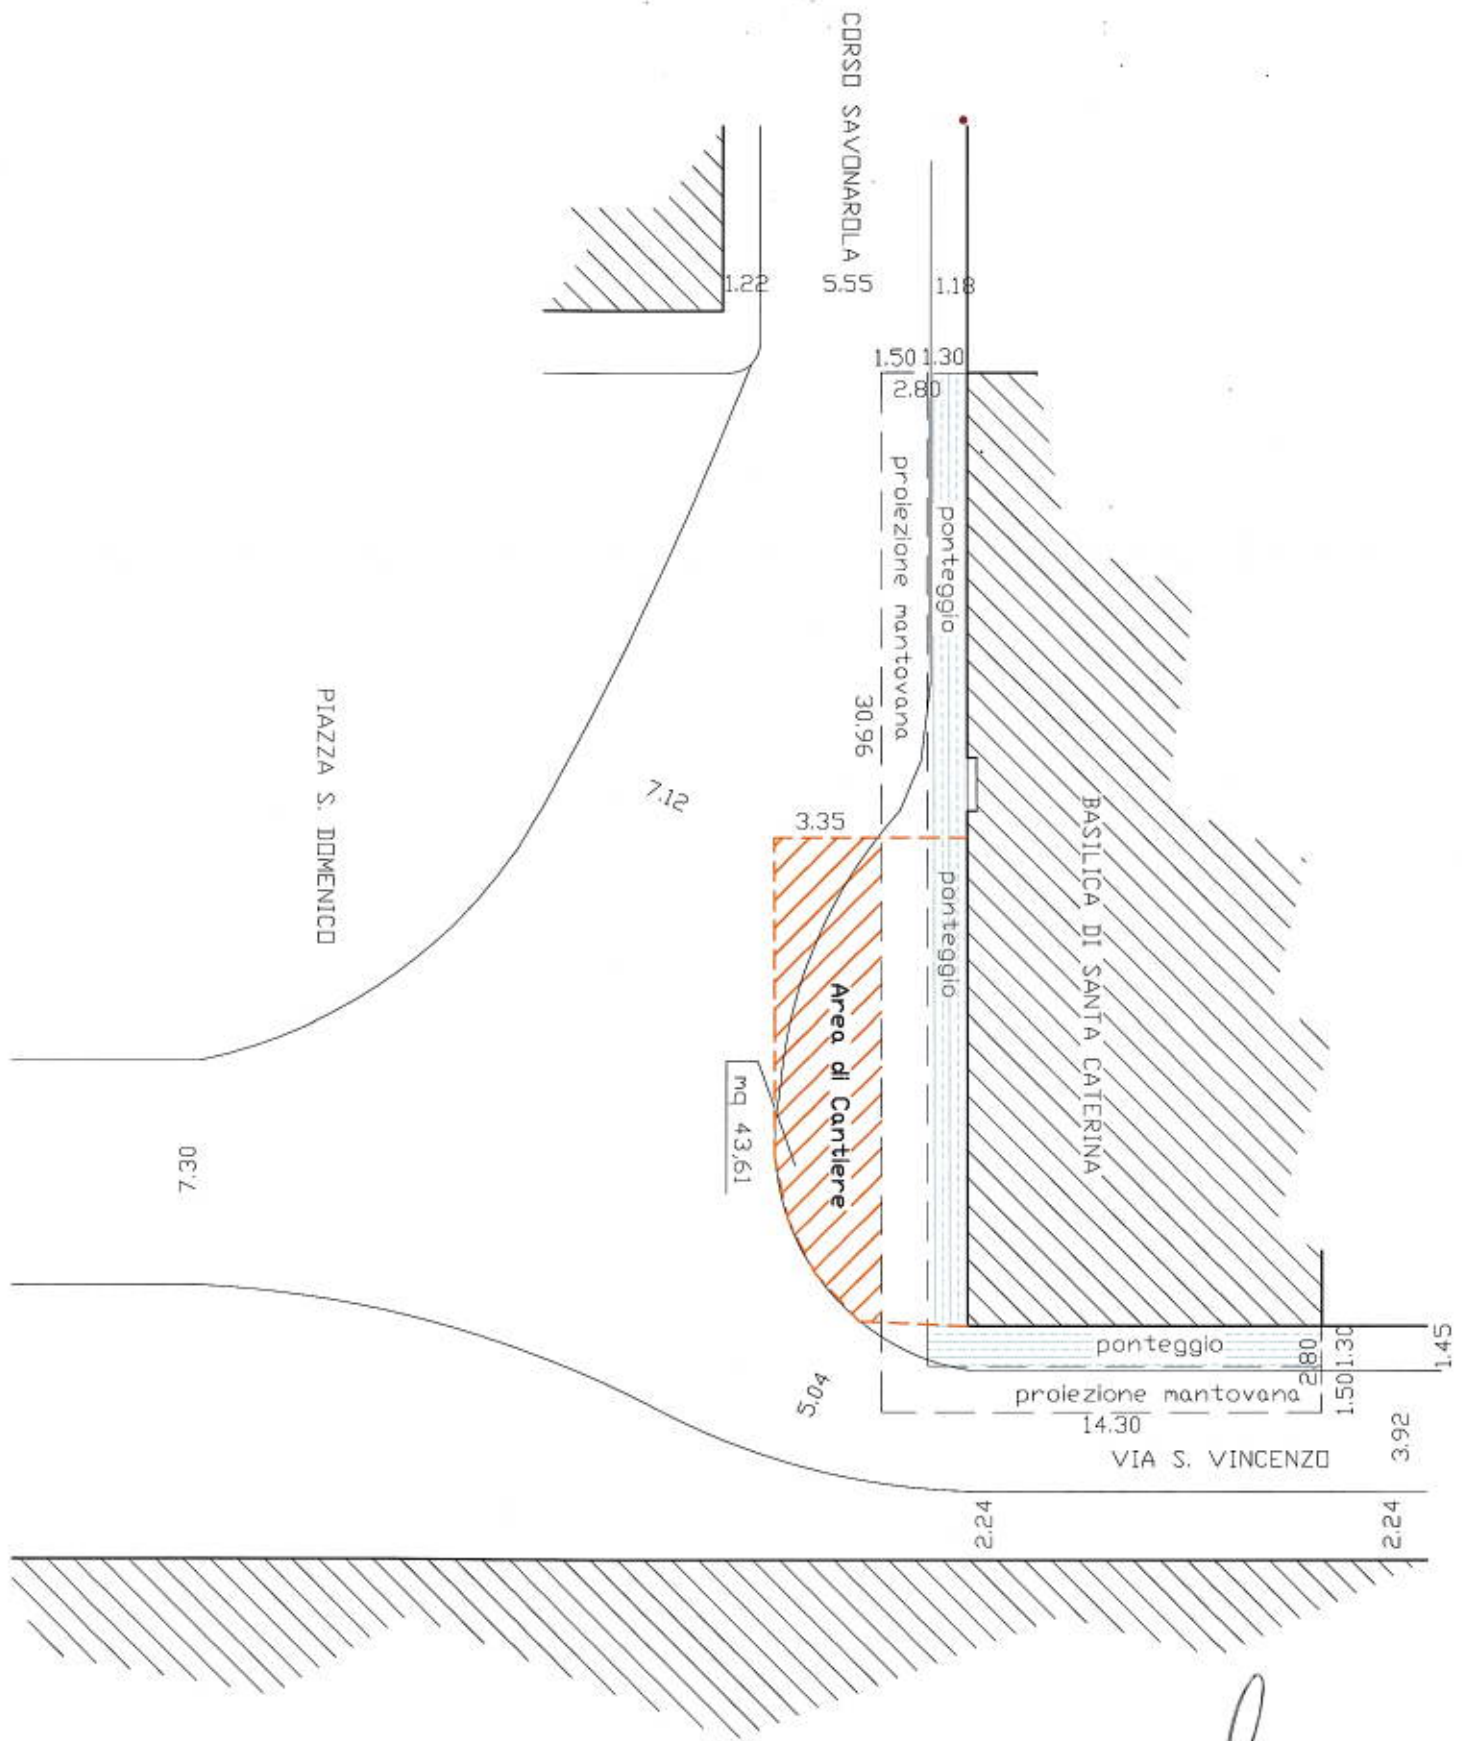 CORSO SAVONAROLA
1.22
5.55
1.18
1.50
1.30
2.80
proiezione mantovana
ponteggio
30.96
PIAZZA S. DOMENICO
7.12
3.35
ponteggio
BASILICA DI SANTA CATERINA
Area di Cantiere
mq 43,61
7.30
ponteggio
2.80
1.30
1.45
proiezione mantovana
1.50
14.30
5.04
3.92
VIA S. VINCENZO
2.24
2.24